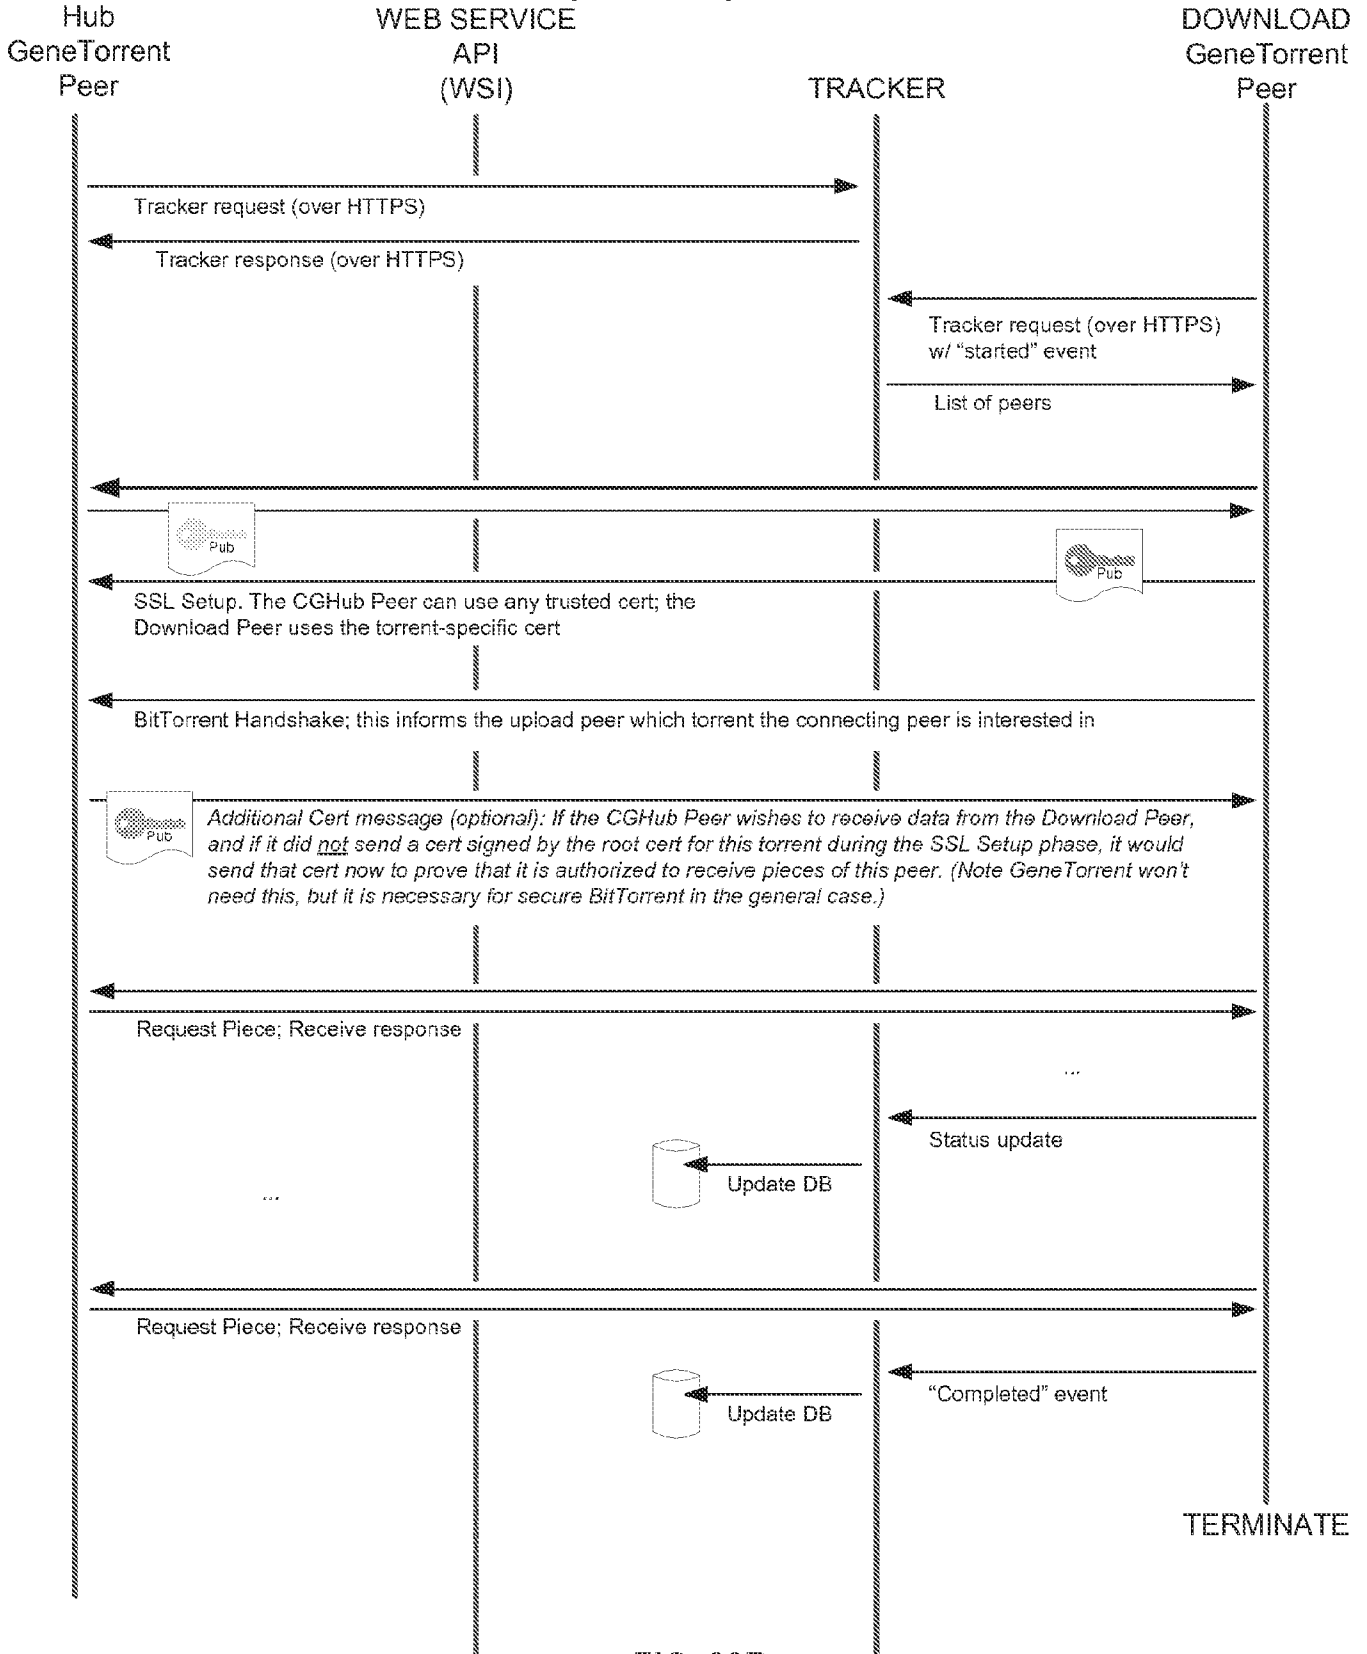 Hub
GeneTorrent
Peer
WEB SERVICE
API
(WSI)
TRACKER
DOWNLOAD
GeneTorrent
Peer
Tracker request (over HTTPS)
Tracker response (over HTTPS)
Tracker request (over HTTPS)
w/ "started" event
List of peers
Pub
Pub
SSL Setup. The CGHub Peer can use any trusted cert; the
Download Peer uses the torrent-specific cert
BitTorrent Handshake; this informs the upload peer which torrent the connecting peer is interested in
Pub
Additional Cert message (optional): If the CGHub Peer wishes to receive data from the Download Peer,
and if it did not send a cert signed by the root cert for this torrent during the SSL Setup phase, it would
send that cert now to prove that it is authorized to receive pieces of this peer. (Note GeneTorrent won't
need this, but it is necessary for secure BitTorrent in the general case.)
Request Piece; Receive response
...
Status update
Update DB
...
Request Piece; Receive response
"Completed" event
Update DB
TERMINATE